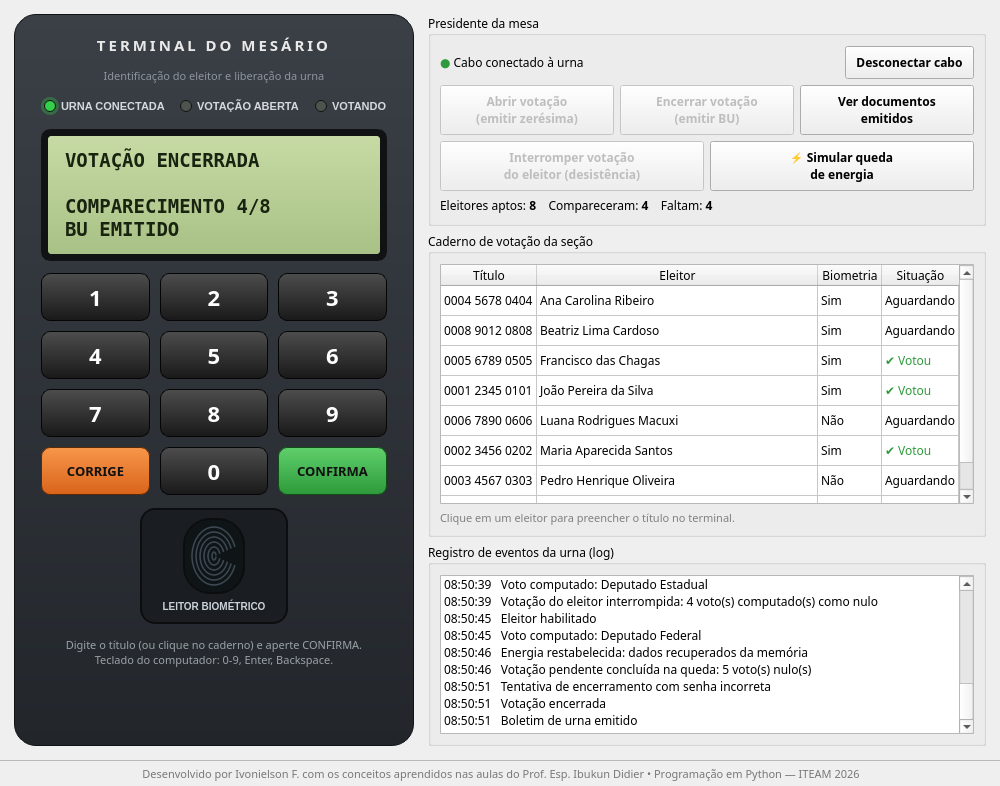 TERMINAL DO MESÁRIO
Identificação do eleitor e liberação da urna
URNA CONECTADA VOTAÇÃO ABERTA VOTANDO
VOTAÇÃO ENCERRADA
COMPARECIMENTO 4/8
BU EMITIDO
1 2 3
4 5 6
7 8 9
CORRIGE 0 CONFIRMA
LEITOR BIOMÉTRICO
Digite o título (ou clique no caderno) e aperte CONFIRMA.
Teclado do computador: 0-9, Enter, Backspace.
Presidente da mesa
● Cabo conectado à urna
Desconectar cabo
Abrir votação
(emitir zerésima)
Encerrar votação
(emitir BU)
Ver documentos
emitidos
Interromper votação
do eleitor (desistência)
⚡ Simular queda
de energia
Eleitores aptos: 8 Compareceram: 4 Faltam: 4
Caderno de votação da seção
Título Eleitor Biometria Situação
0004 5678 0404 Ana Carolina Ribeiro Sim Aguardando
0008 9012 0808 Beatriz Lima Cardoso Sim Aguardando
0005 6789 0505 Francisco das Chagas Sim ✔ Votou
0001 2345 0101 João Pereira da Silva Sim ✔ Votou
0006 7890 0606 Luana Rodrigues Macuxi Não Aguardando
0002 3456 0202 Maria Aparecida Santos Sim ✔ Votou
0003 4567 0303 Pedro Henrique Oliveira Não Aguardando
Clique em um eleitor para preencher o título no terminal.
Registro de eventos da urna (log)
08:50:39 Voto computado: Deputado Estadual
08:50:39 Votação do eleitor interrompida: 4 voto(s) computado(s) como nulo
08:50:45 Eleitor habilitado
08:50:45 Voto computado: Deputado Federal
08:50:46 Energia restabelecida: dados recuperados da memória
08:50:46 Votação pendente concluída na queda: 5 voto(s) nulo(s)
08:50:51 Tentativa de encerramento com senha incorreta
08:50:51 Votação encerrada
08:50:51 Boletim de urna emitido
Desenvolvido por Ivonielson F. com os conceitos aprendidos nas aulas do Prof. Esp. Ibukun Didier • Programação em Python — ITEAM 2026